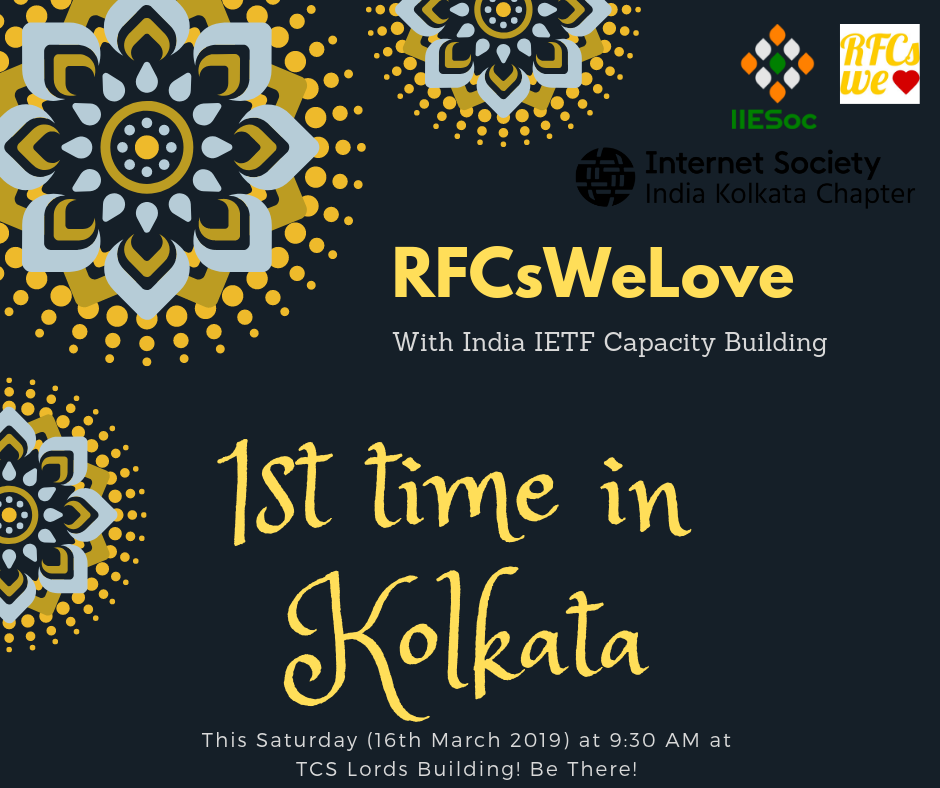 IIESoc
RFCs
we
Internet Society
India Kolkata Chapter
RFCsWeLove
With India IETF Capacity Building
1st time in
Kolkata
This Saturday (16th March 2019) at 9:30 AM at
TCS Lords Building! Be There!